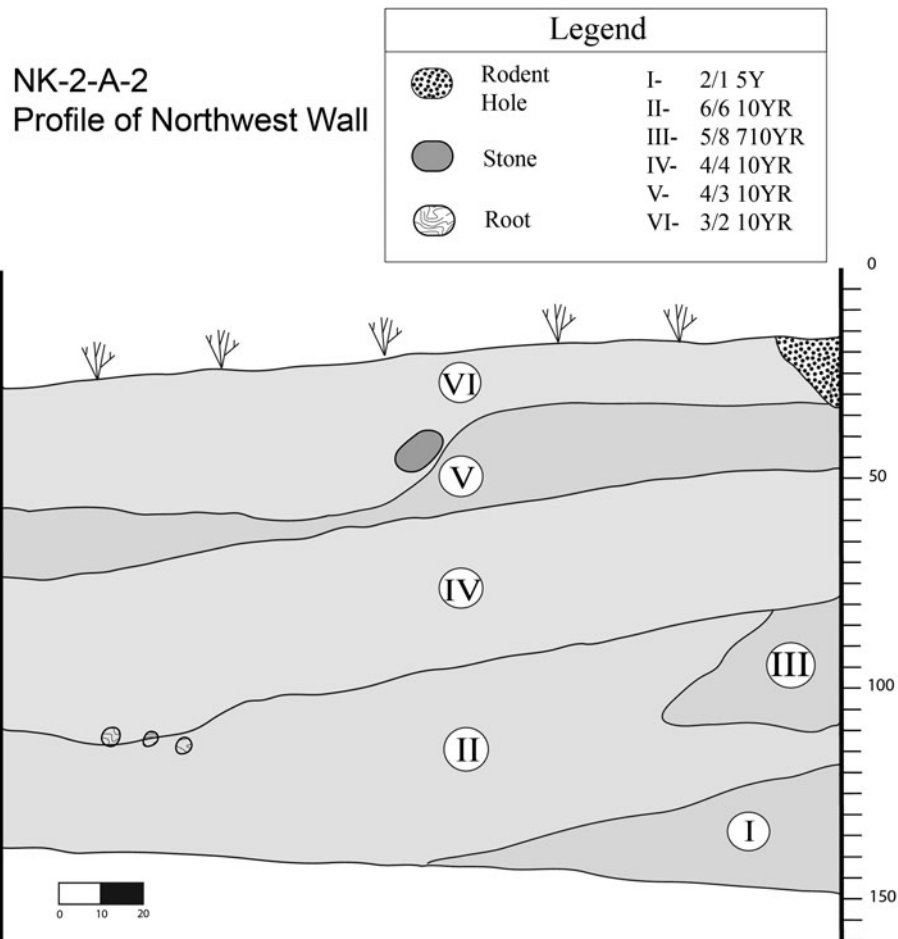 Legend
NK-2-A-2
Profile of Northwest Wall
Rodent
Hole
Stone
Root
I- 2/1 5Y
II- 6/6 10YR
III- 5/8 710YR
IV- 4/4 10YR
V- 4/3 10YR
VI- 3/2 10YR
0
VI
V
50
IV
III
100
II
I
150
0 10 20